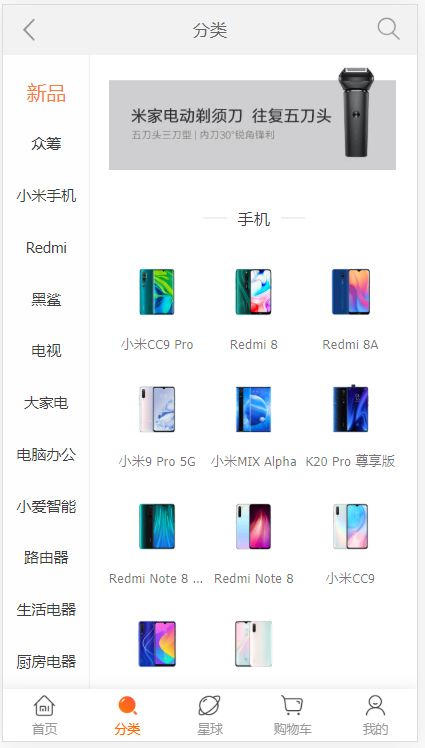 分类
新品
众筹
小米手机
Redmi
黑鲨
电视
大家电
电脑办公
小爱智能
路由器
生活电器
厨房电器
米家电动剃须刀 往复五刀头
五刀头三刀型 | 内刀30°锐角锋利
手机
小米CC9 Pro
Redmi 8
Redmi 8A
小米9 Pro 5G
小米MIX Alpha
K20 Pro 尊享版
Redmi Note 8 ...
Redmi Note 8
小米CC9
首页
分类
星球
购物车
我的